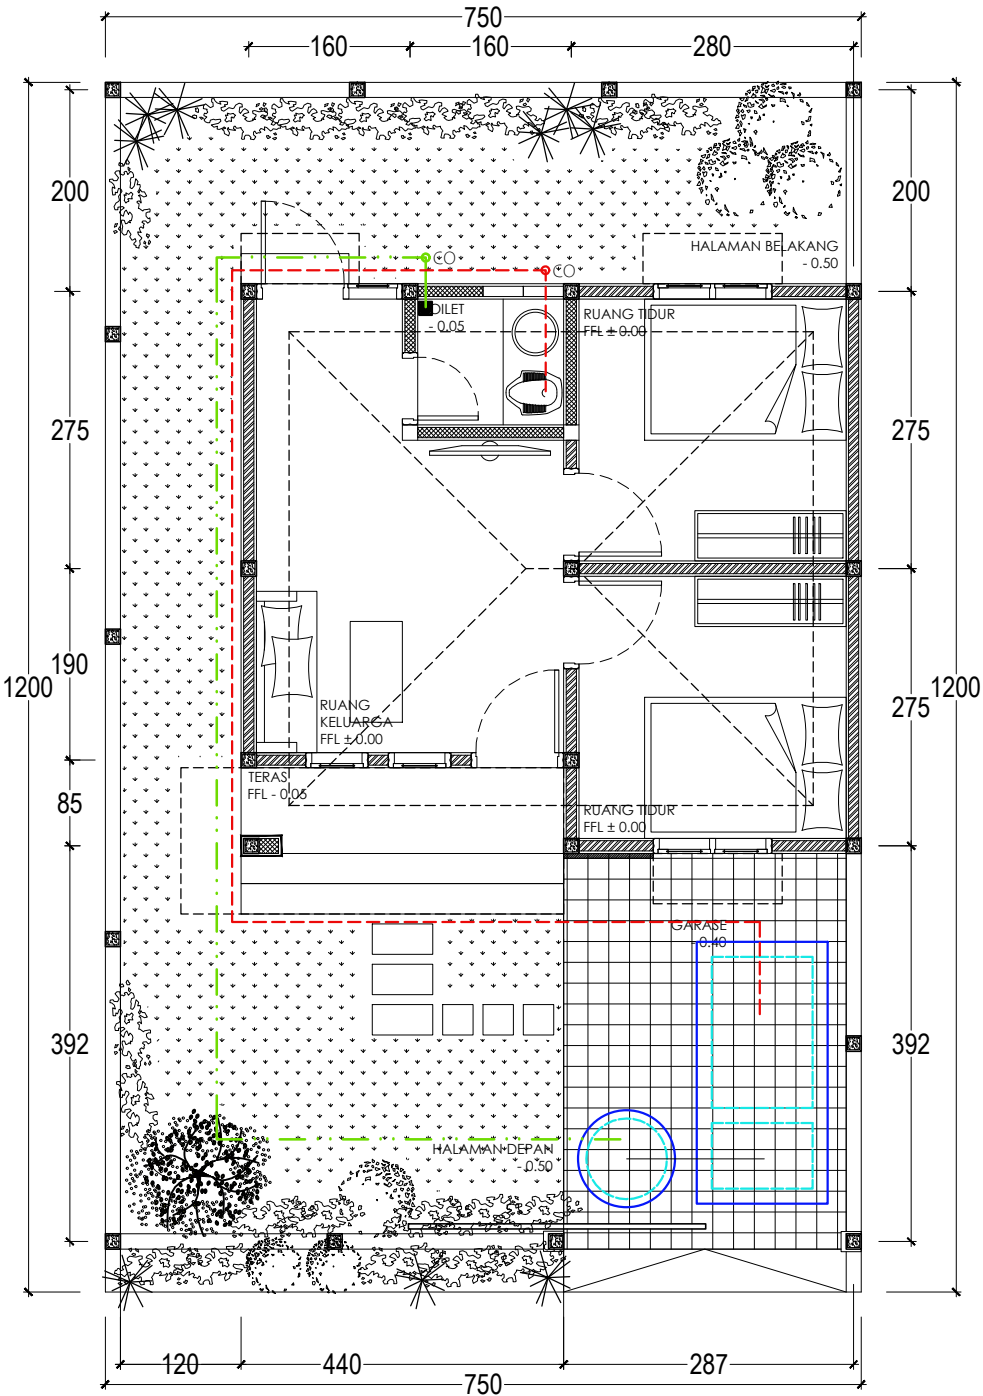 750
160
160
280
200
200
HALAMAN BELAKANG
- 0.50
CO
CO
TOILET
- 0.05
RUANG TIDUR
FFL ± 0.00
275
275
190
1200
1200
275
RUANG
KELUARGA
FFL ± 0.00
TERAS
FFL - 0.05
85
RUANG TIDUR
FFL ± 0.00
GARASE
- 0.40
392
392
HALAMAN DEPAN
- 0.50
120
440
287
750